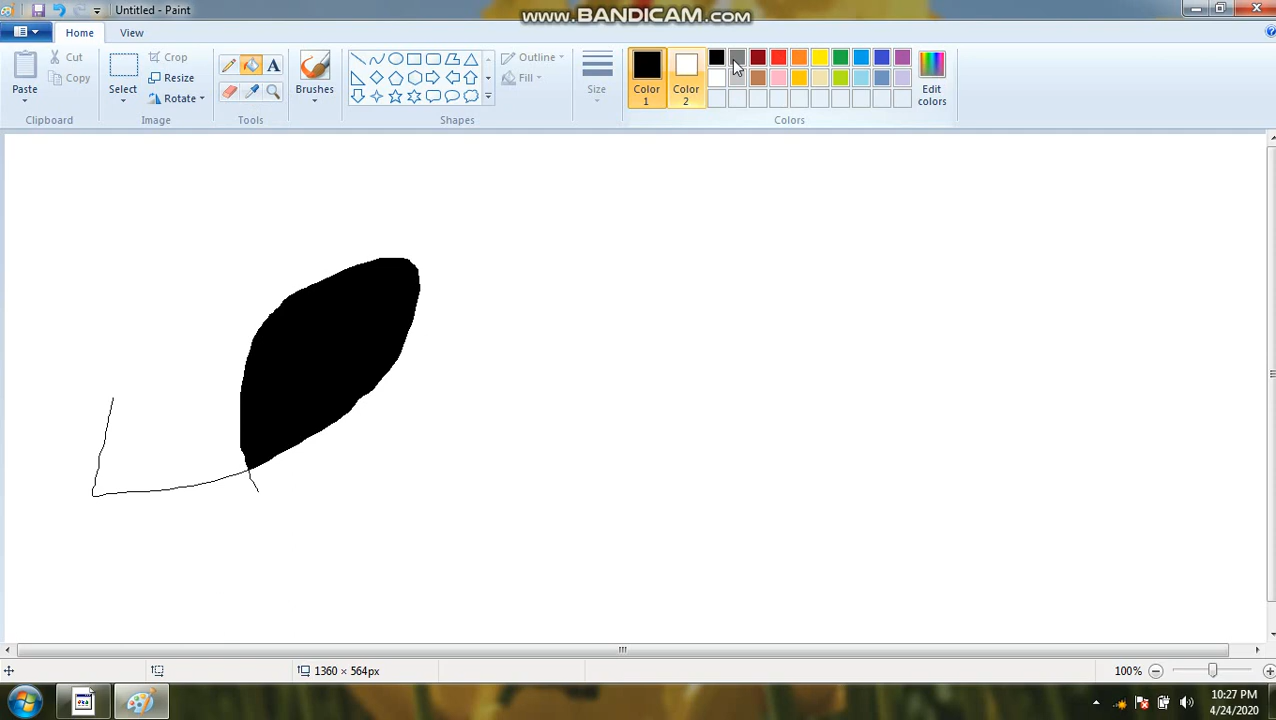 Untitled - Paint
www.BANDICAM.com
Home
View
Paste
Cut
Copy
Clipboard
Select
Crop
Resize
Rotate
Image
A
Tools
Brushes
Outline
Fill
Shapes
Size
Color 1
Color 2
Edit colors
Colors
1360 × 564px
100%
10:27 PM
4/24/2020